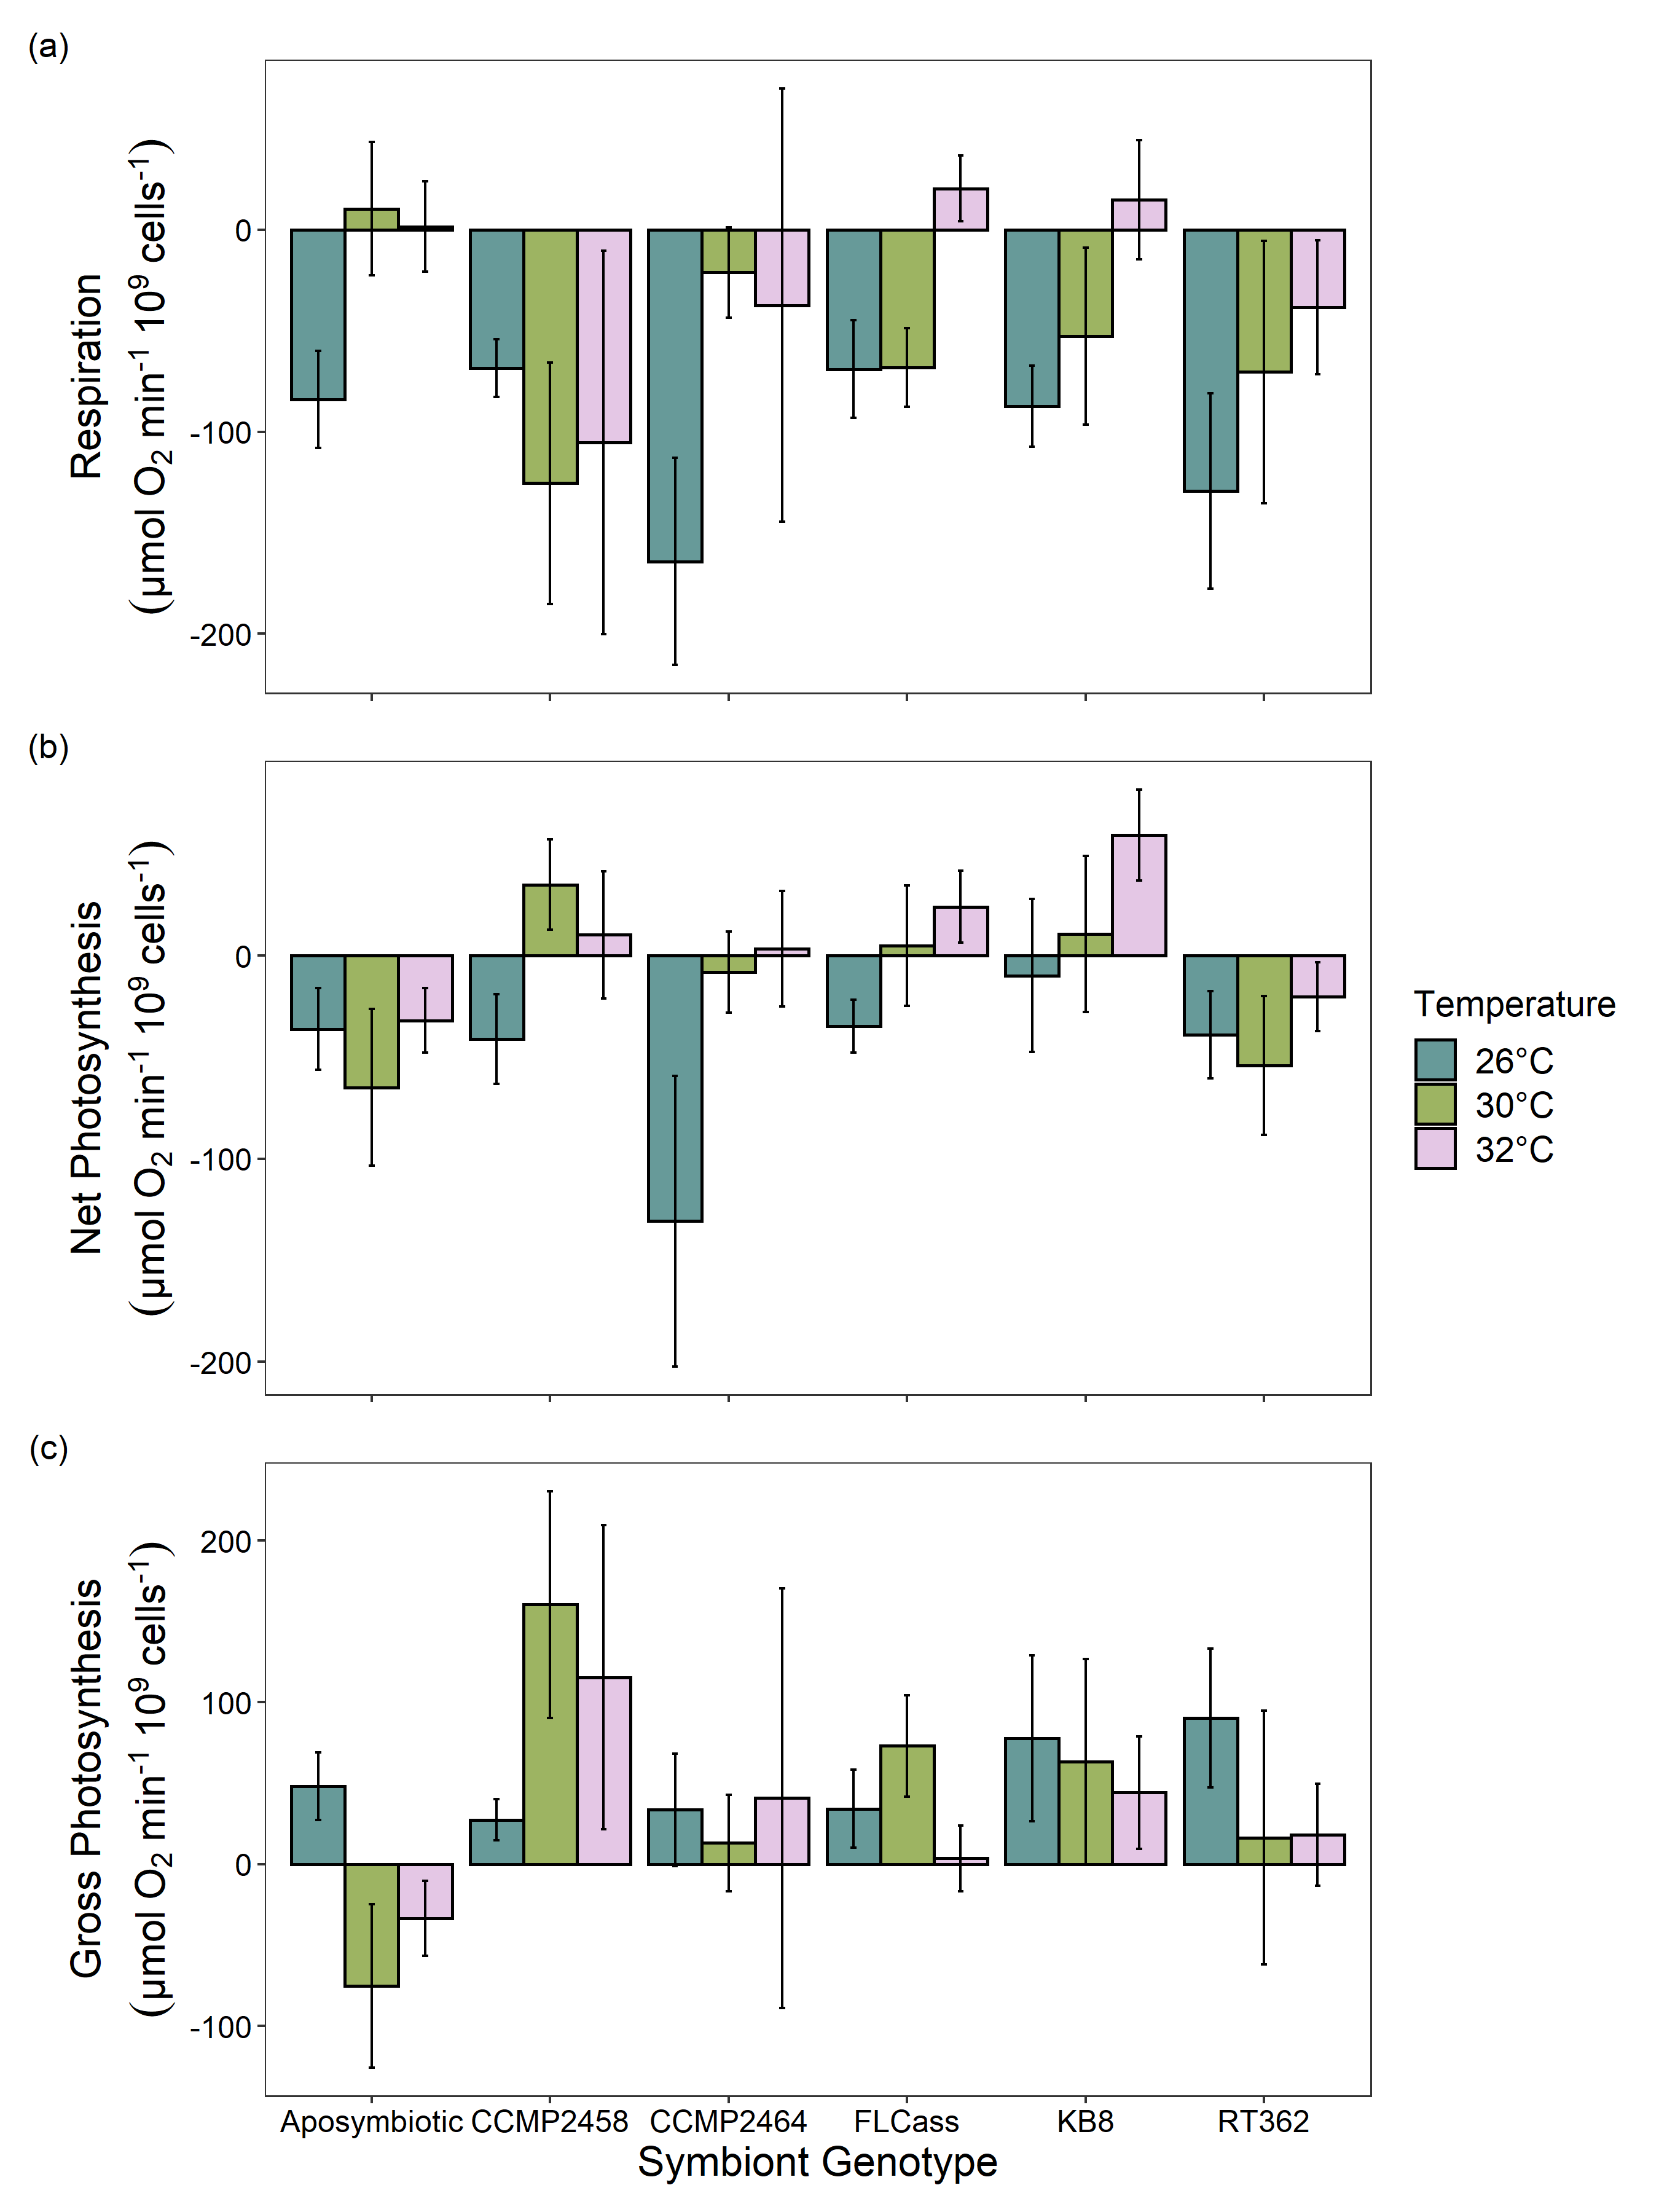 (a)
Respiration
(µmol O₂ min⁻¹ 10⁹ cells⁻¹)
0
-100
-200
(b)
Net Photosynthesis
(µmol O₂ min⁻¹ 10⁹ cells⁻¹)
0
-100
-200
Temperature
26°C
30°C
32°C
(c)
Gross Photosynthesis
(µmol O₂ min⁻¹ 10⁹ cells⁻¹)
200
100
0
-100
Aposymbiotic CCMP2458 CCMP2464 FLCass KB8 RT362
Symbiont Genotype